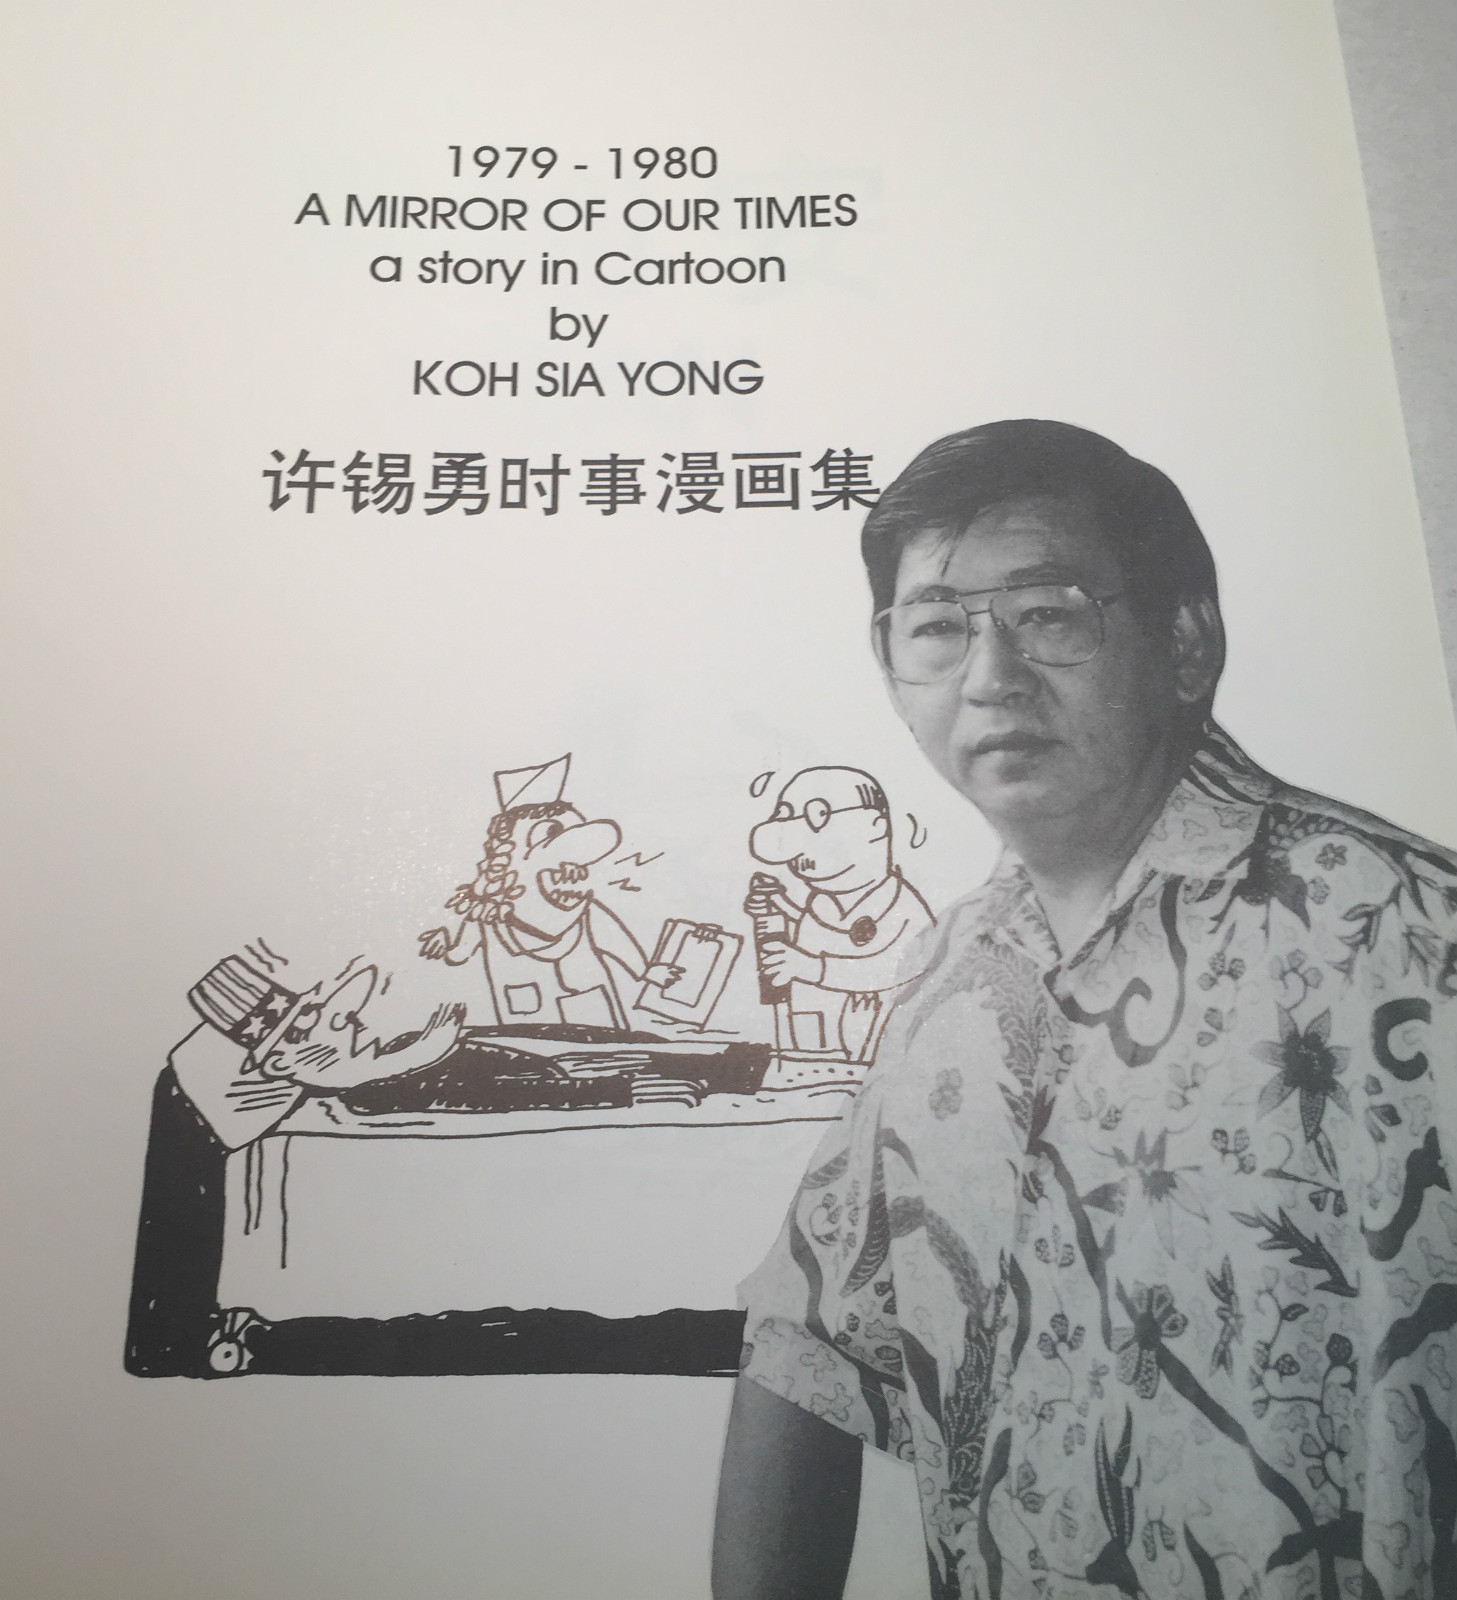 1979 - 1980
A MIRROR OF OUR TIMES
a story in Cartoon
by
KOH SIA YONG
许锡勇时事漫画集